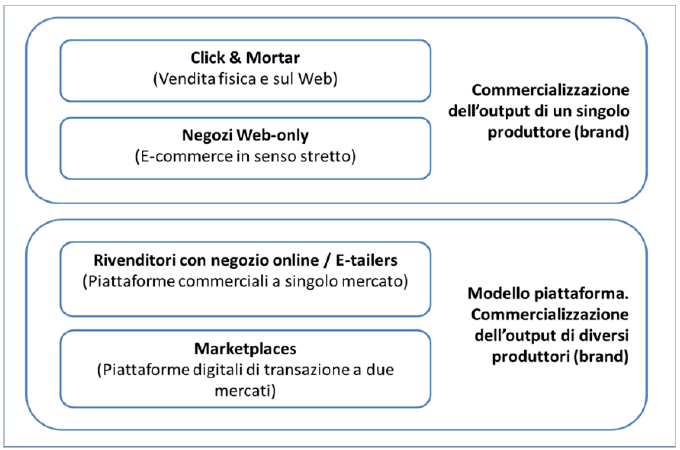 Click & Mortar
(Vendita fisica e sul Web)
Negozi Web-only
(E-commerce in senso stretto)
Commercializzazione
dell'output di un singolo
produttore (brand)
Rivenditori con negozio online / E-tailers
(Piattaforme commerciali a singolo mercato)
Marketplaces
(Piattaforme digitali di transazione a due
mercati)
Modello piattaforma.
Commercializzazione
dell'output di diversi
produttori (brand)